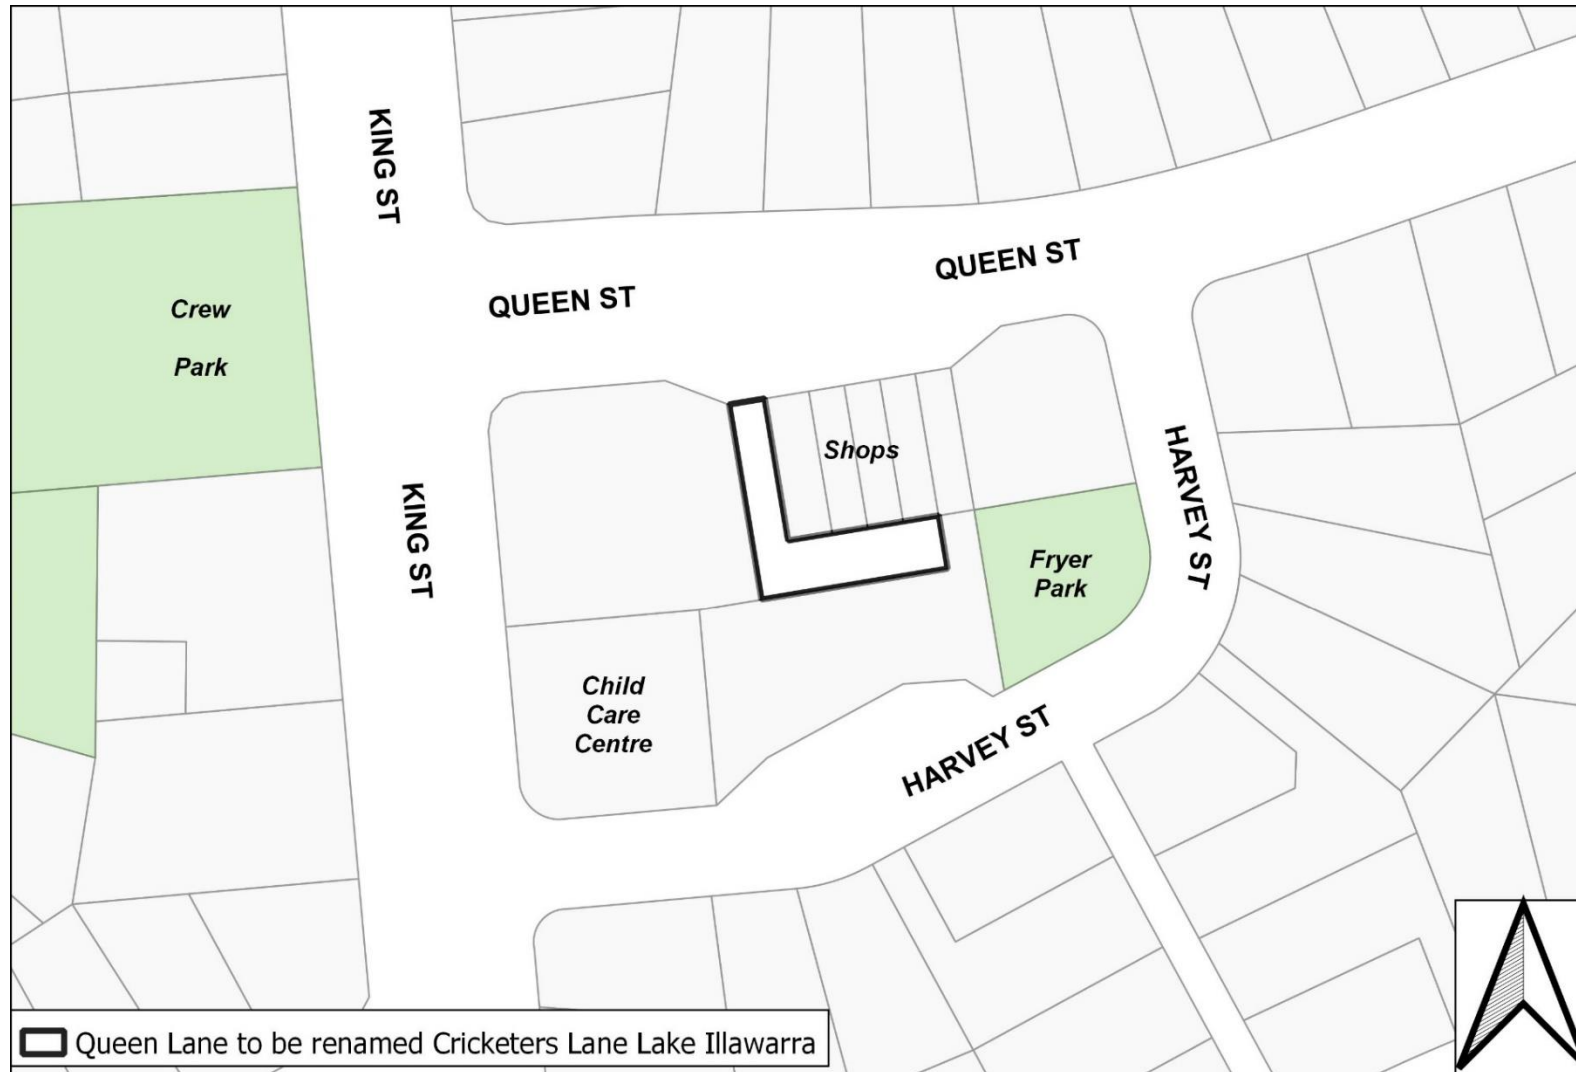 KING ST
QUEEN ST
QUEEN ST
Crew
Park
Shops
HARVEY ST
KING ST
Fryer
Park
Child
Care
Centre
HARVEY ST
Queen Lane to be renamed Cricketers Lane Lake Illawarra